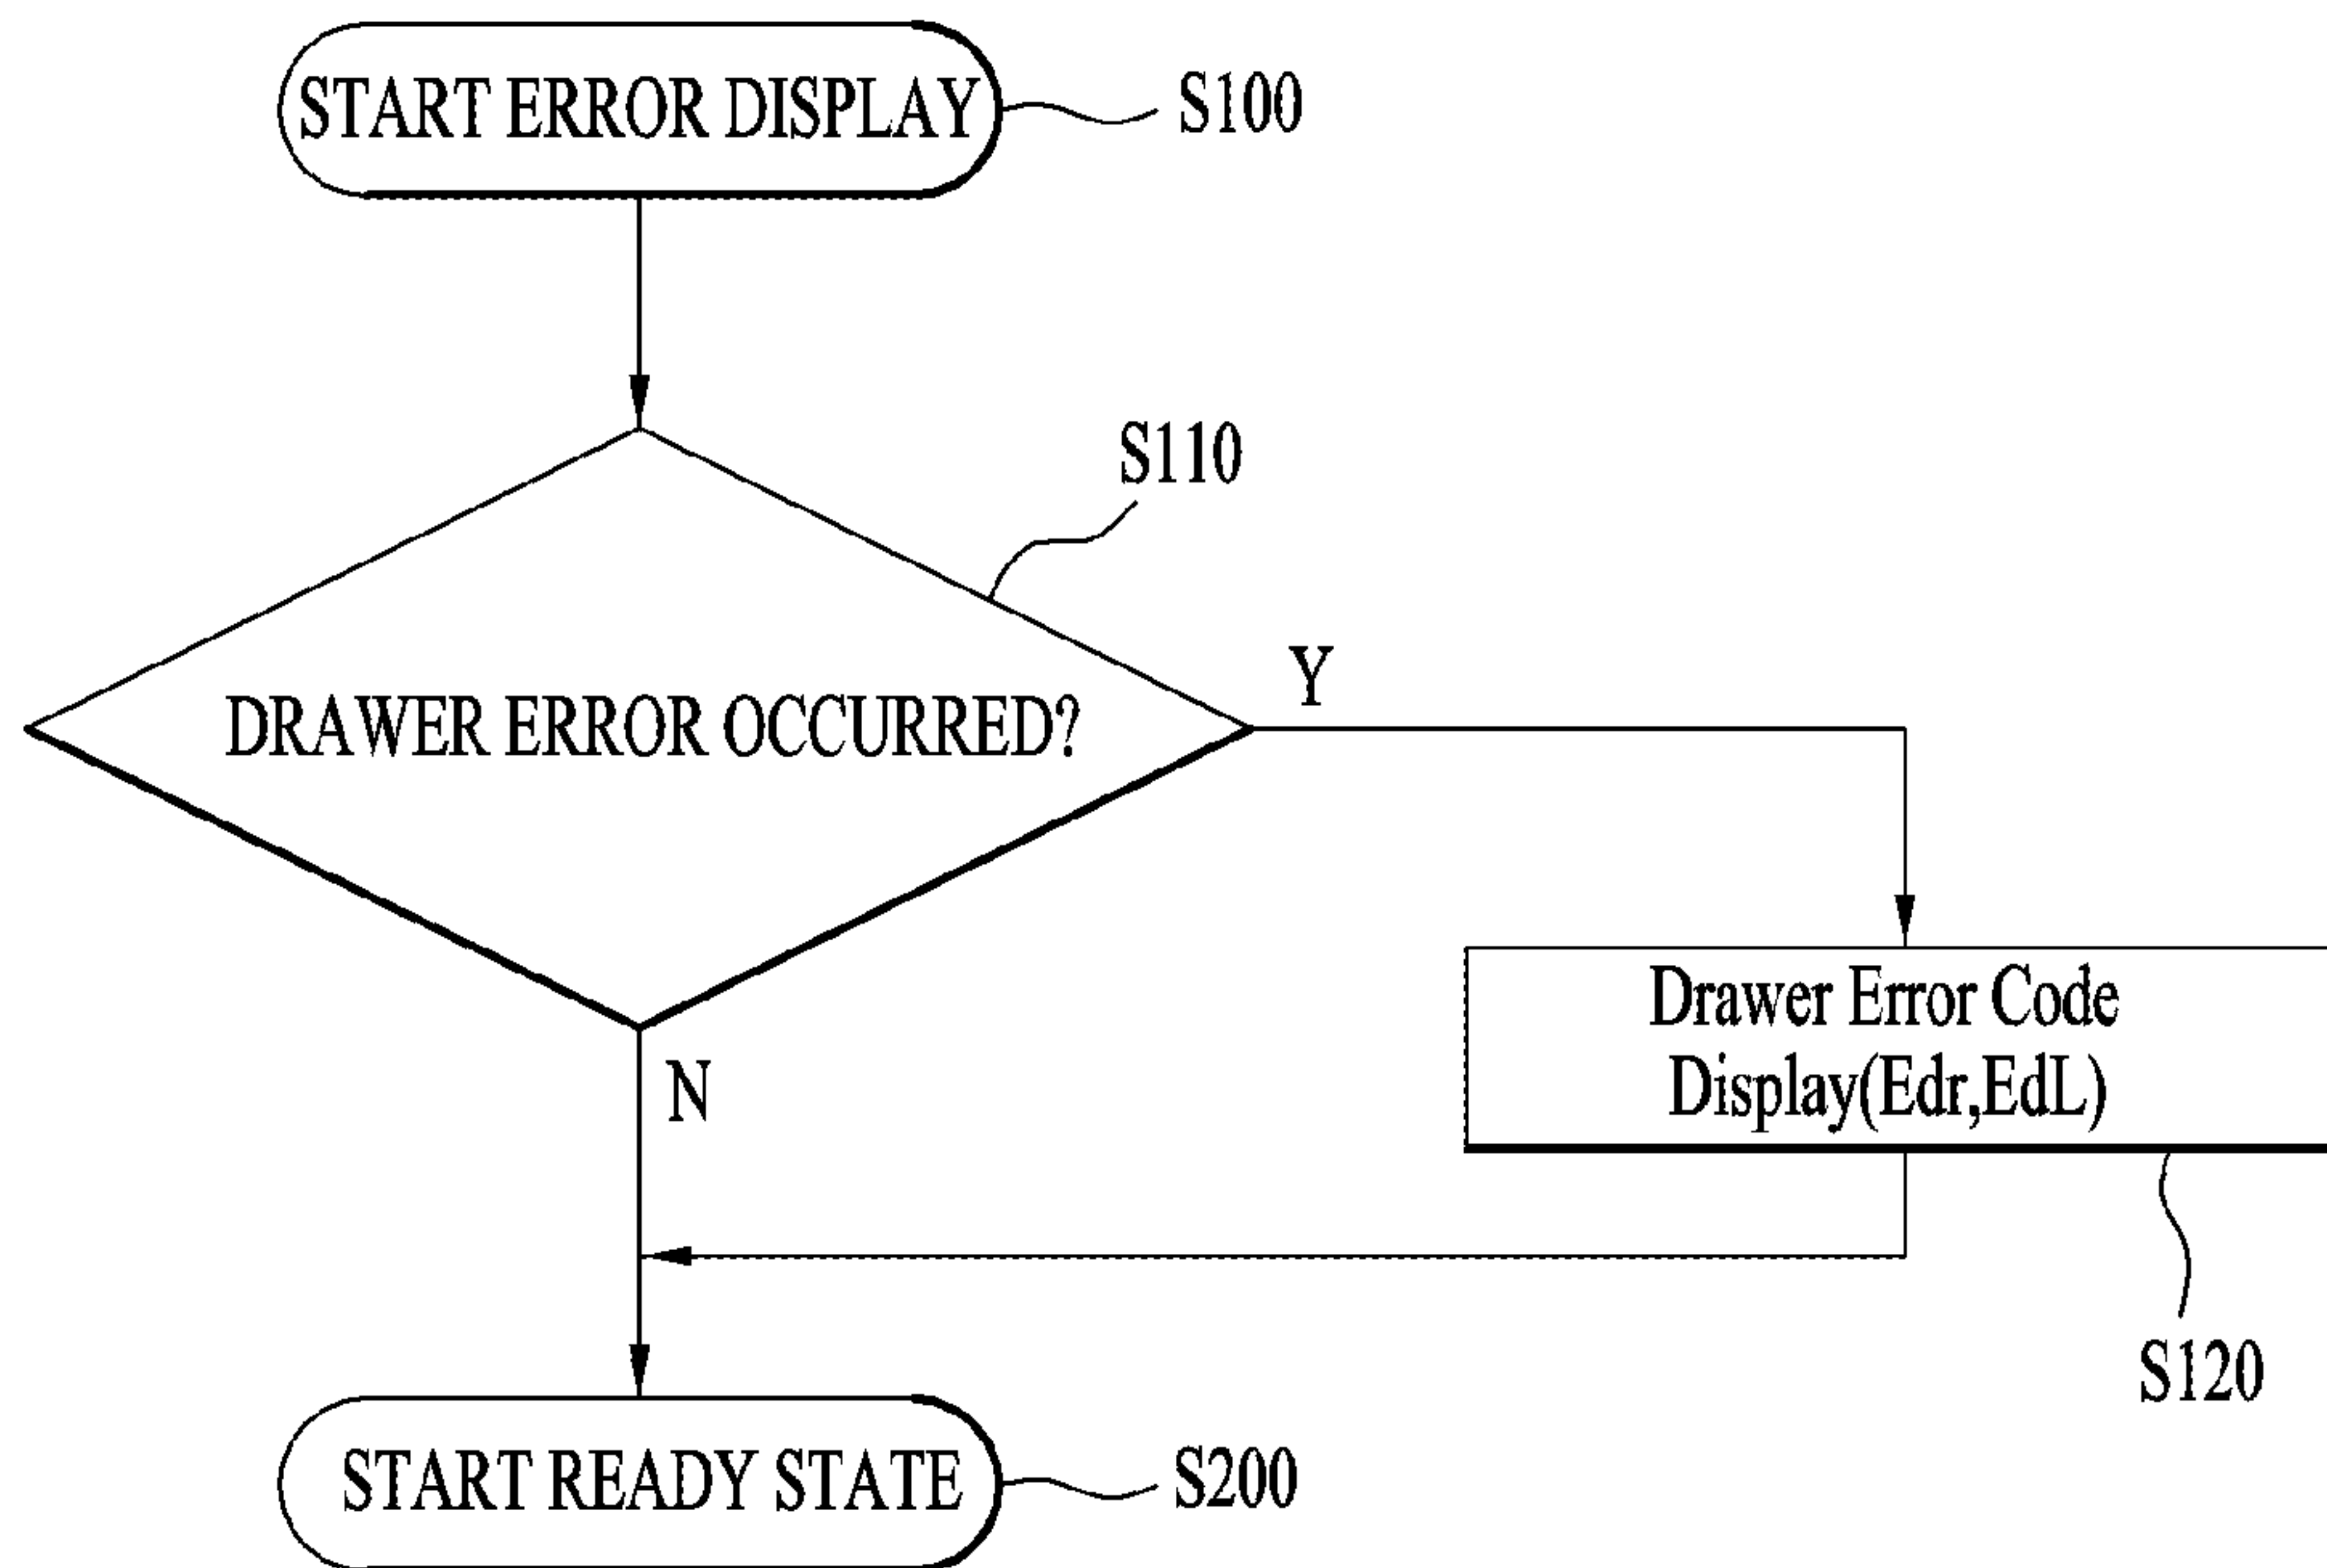 START ERROR DISPLAY
S100
S110
DRAWER ERROR OCCURRED?
Y
N
Drawer Error Code
Display(Edr,EdL)
S120
START READY STATE
S200